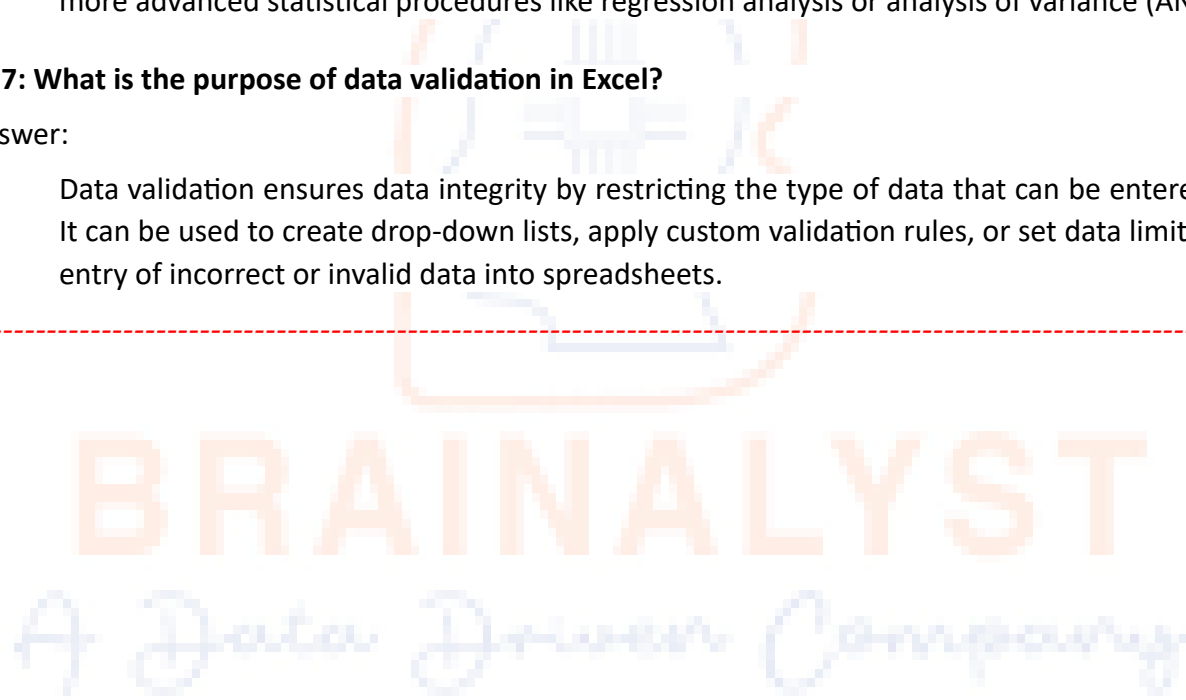 more advanced statistical procedures like regression analysis or analysis of variance (AN
7: What is the purpose of data validation in Excel?
swer:
Data validation ensures data integrity by restricting the type of data that can be entere
It can be used to create drop-down lists, apply custom validation rules, or set data limit
entry of incorrect or invalid data into spreadsheets.
BRAINALYST
A Data Driven Company